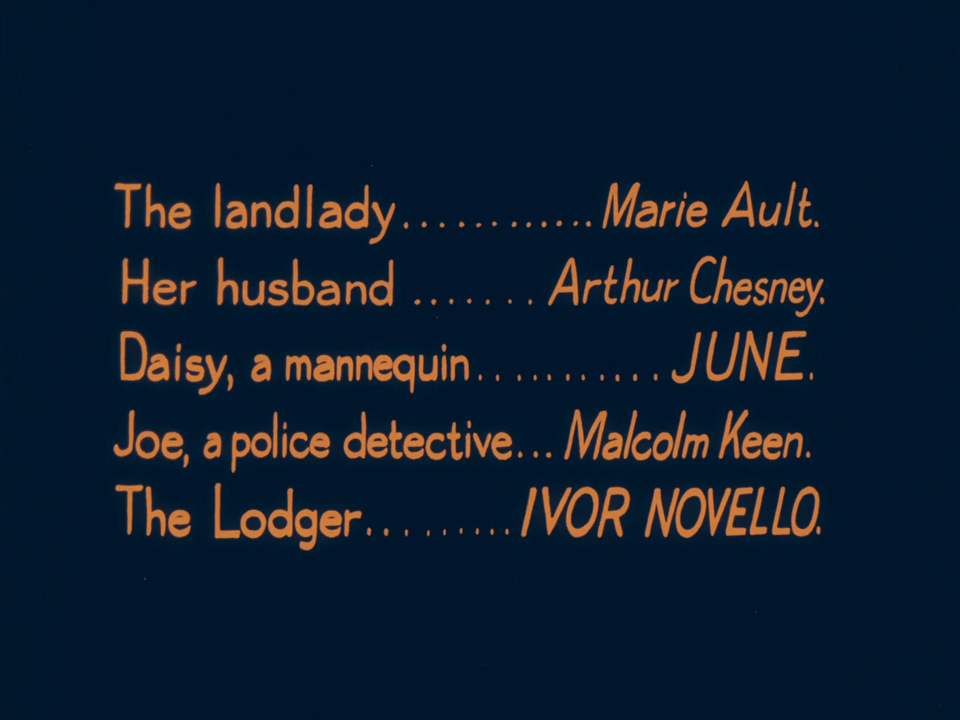 The landlady............Marie Ault.
Her husband .......Arthur Chesney.
Daisy, a mannequin...........JUNE.
Joe, a police detective...Malcolm Keen.
The Lodger.........IVOR NOVELLO.